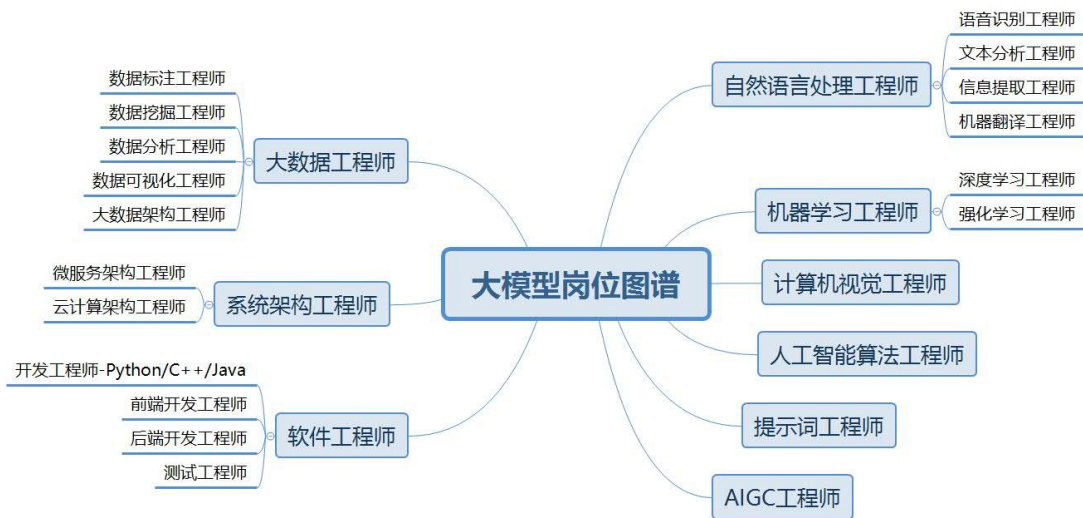 大模型岗位图谱
自然语言处理工程师
语音识别工程师
文本分析工程师
信息提取工程师
机器翻译工程师
机器学习工程师
深度学习工程师
强化学习工程师
计算机视觉工程师
人工智能算法工程师
提示词工程师
AIGC工程师
大数据工程师
数据标注工程师
数据挖掘工程师
数据分析工程师
数据可视化工程师
大数据架构工程师
系统架构工程师
微服务架构工程师
云计算架构工程师
软件工程师
开发工程师-Python/C++/Java
前端开发工程师
后端开发工程师
测试工程师